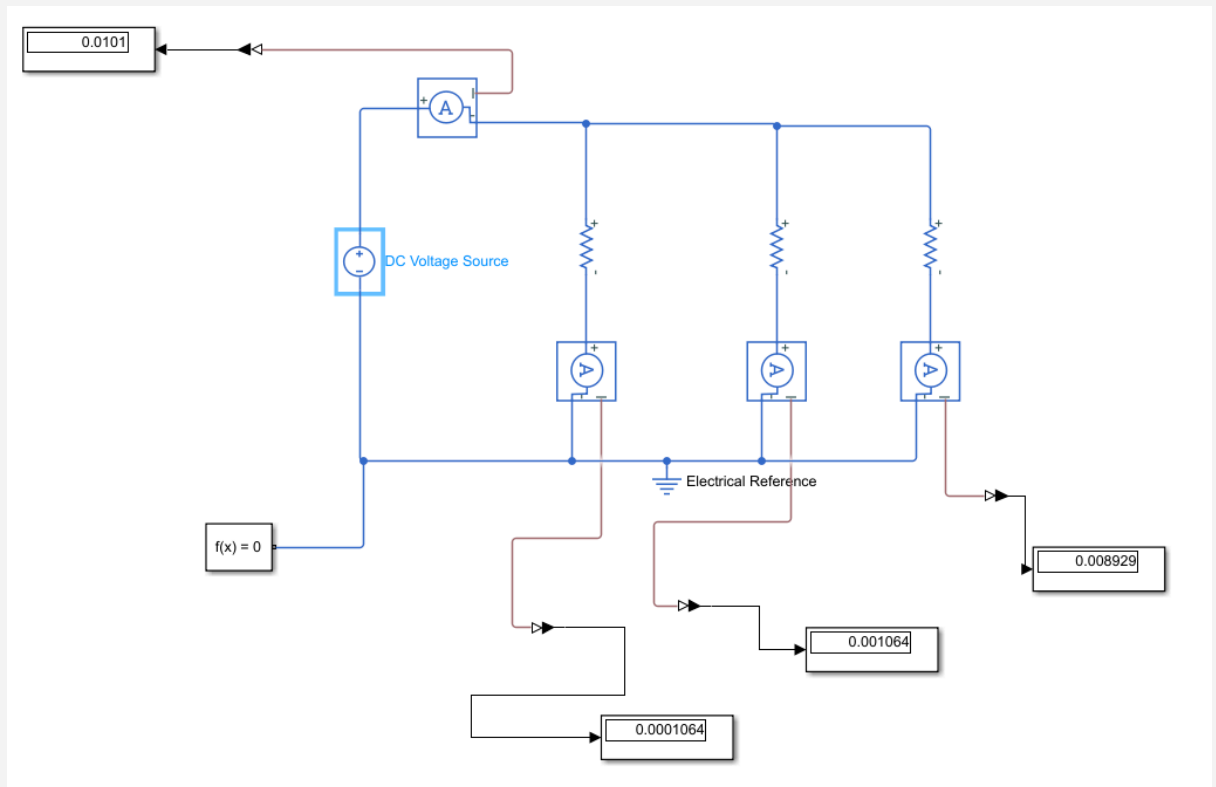 0.0101
+
A
-
I
+
-
DC Voltage Source
+
-
+
-
+
-
+
A
-
I
+
A
-
I
+
A
-
I
Electrical Reference
f(x) = 0
0.008929
0.001064
0.0001064